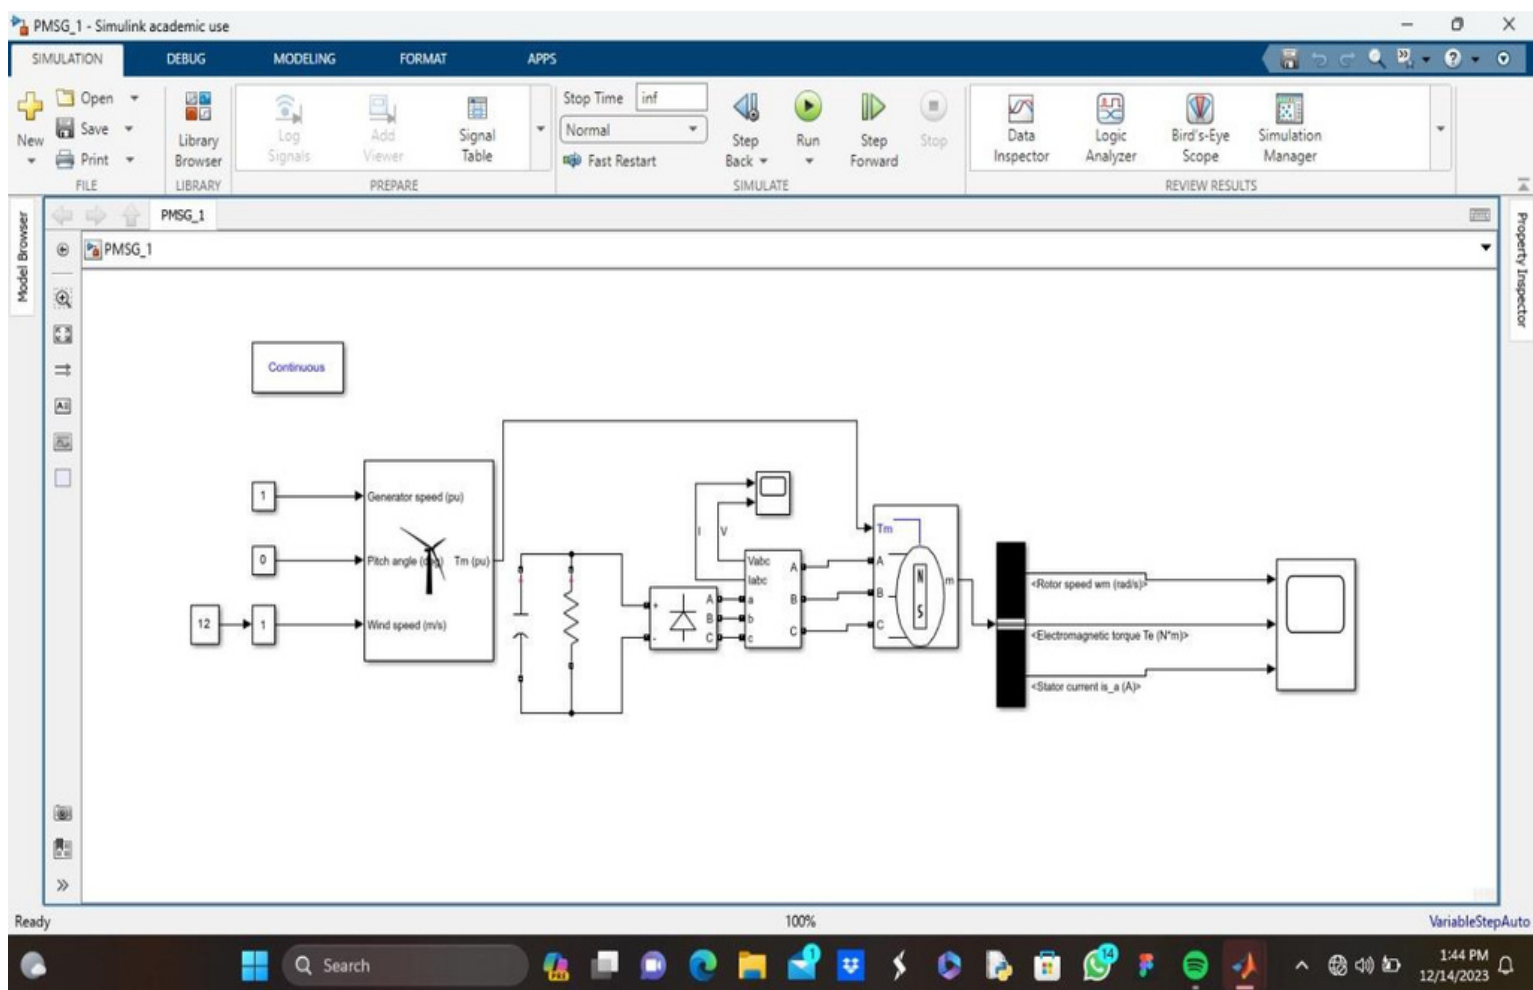 PMSG_1 - Simulink academic use
SIMULATION DEBUG MODELING FORMAT APPS
New
Open
Save
Print
FILE
Library Browser
LIBRARY
Log Signals
Add Viewer
Signal Table
PREPARE
Stop Time inf
Normal
Fast Restart
Step Back
Run
Step Forward
Stop
SIMULATE
Data Inspector
Logic Analyzer
Bird's-Eye Scope
Simulation Manager
REVIEW RESULTS
Model Browser
PMSG_1
PMSG_1
Property Inspector
Continuous
1
Generator speed (pu)
0
Pitch angle (deg)
Tm (pu)
12
1
Wind speed (m/s)
I
V
Vabc
Iabc
a
b
c
A
B
C
+
-
A
B
C
Tm
A
B
C
N
S
m
<Rotor speed wm (rad/s)>
<Electromagnetic torque Te (N*m)>
<Stator current is_a (A)>
Ready
100%
VariableStepAuto
Search
PRE
1
14
1:44 PM
12/14/2023